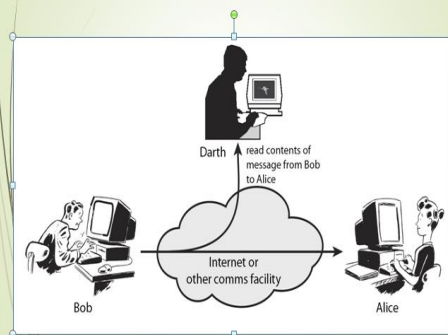 Darth
read contents of
message from Bob
to Alice
Internet or
other comms facility
Bob
Alice